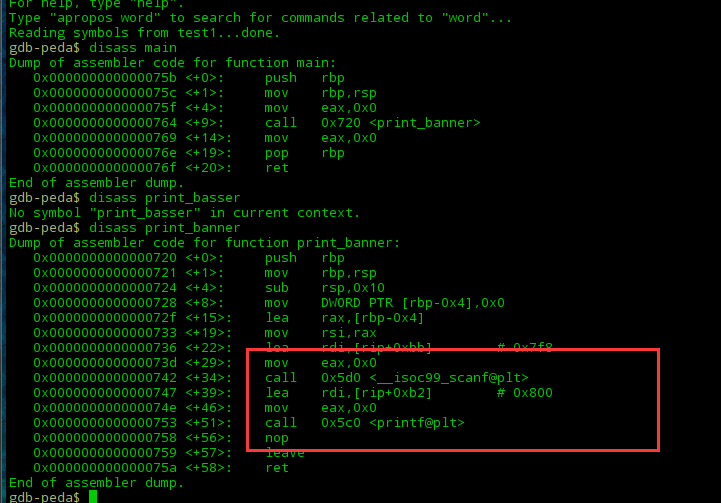 For help, type "help".
Type "apropos word" to search for commands related to "word"...
Reading symbols from test1...done.
gdb-peda$ disass main
Dump of assembler code for function main:
0x000000000000075b <+0>: push rbp
0x000000000000075c <+1>: mov rbp,rsp
0x000000000000075f <+4>: mov eax,0x0
0x0000000000000764 <+9>: call 0x720 <print_banner>
0x0000000000000769 <+14>: mov eax,0x0
0x000000000000076e <+19>: pop rbp
0x000000000000076f <+20>: ret
End of assembler dump.
gdb-peda$ disass print_basser
No symbol "print_basser" in current context.
gdb-peda$ disass print_banner
Dump of assembler code for function print_banner:
0x0000000000000720 <+0>: push rbp
0x0000000000000721 <+1>: mov rbp,rsp
0x0000000000000724 <+4>: sub rsp,0x10
0x0000000000000728 <+8>: mov DWORD PTR [rbp-0x4],0x0
0x000000000000072f <+15>: lea rax,[rbp-0x4]
0x0000000000000733 <+19>: mov rsi,rax
0x0000000000000736 <+22>: lea rdi,[rip+0xbb] # 0x7f8
0x000000000000073d <+29>: mov eax,0x0
0x0000000000000742 <+34>: call 0x5d0 <__isoc99_scanf@plt>
0x0000000000000747 <+39>: lea rdi,[rip+0xb2] # 0x800
0x000000000000074e <+46>: mov eax,0x0
0x0000000000000753 <+51>: call 0x5c0 <printf@plt>
0x0000000000000758 <+56>: nop
0x0000000000000759 <+57>: leave
0x000000000000075a <+58>: ret
End of assembler dump.
gdb-peda$